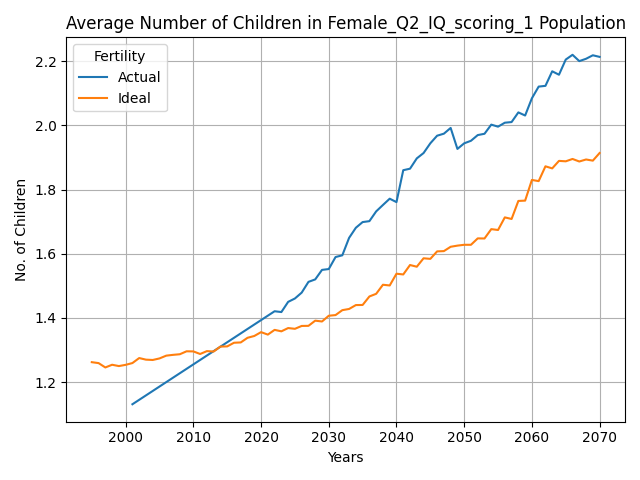 Average Number of Children in Female_Q2_IQ_scoring_1 Population
Fertility
Actual
Ideal
No. of Children
2.2
2.0
1.8
1.6
1.4
1.2
2000 2010 2020 2030 2040 2050 2060 2070
Years